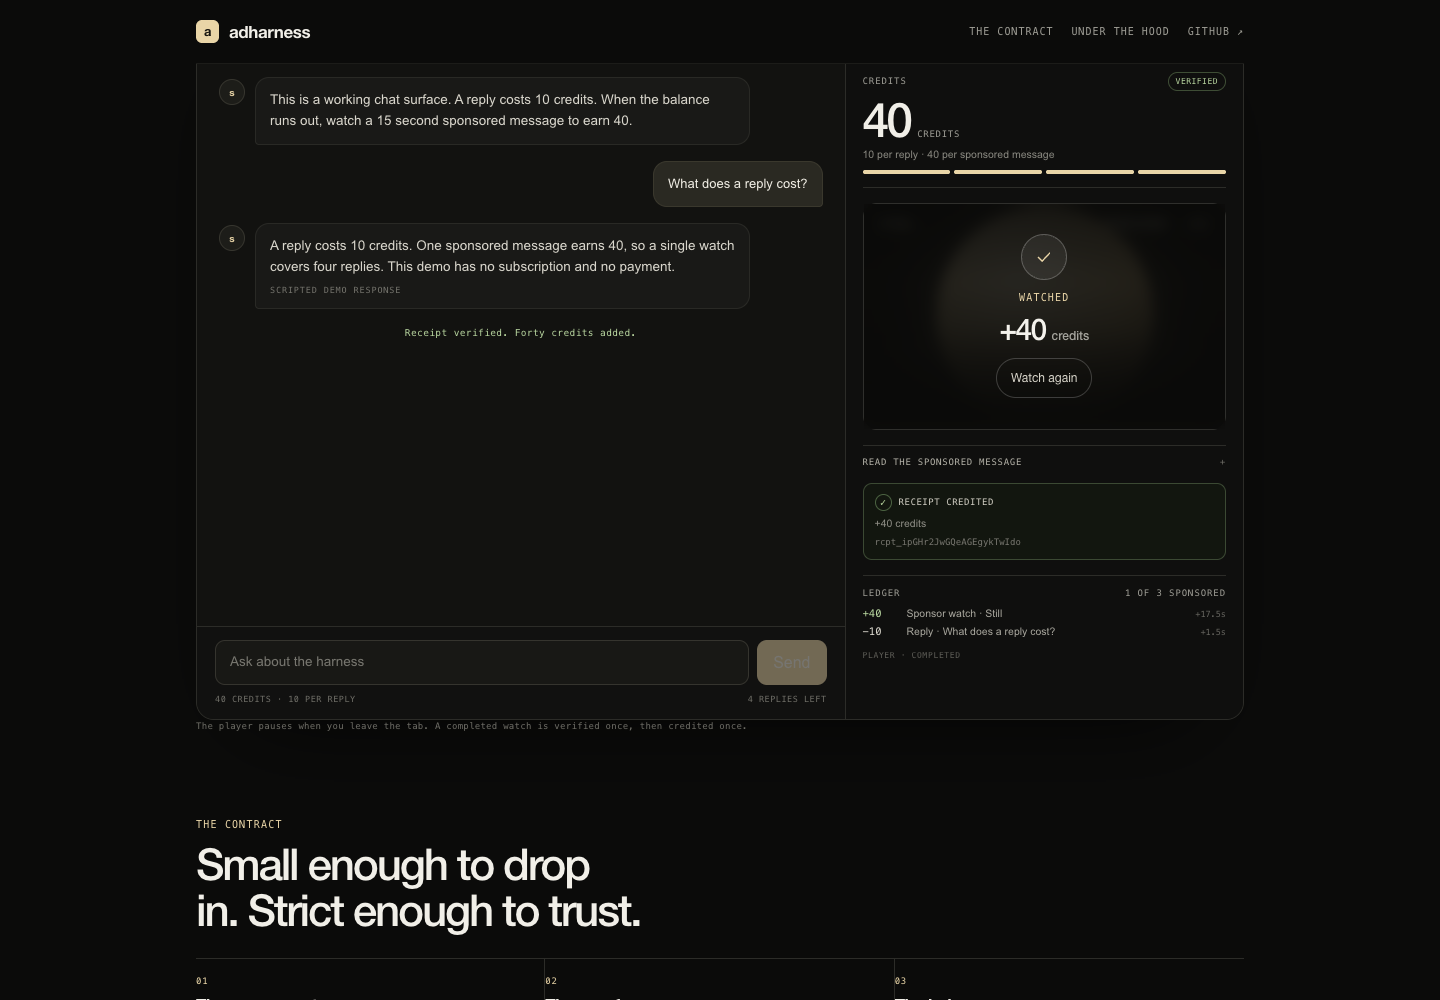 a adharness
THE CONTRACT UNDER THE HOOD GITHUB ↗
s
This is a working chat surface. A reply costs 10 credits. When the balance
runs out, watch a 15 second sponsored message to earn 40.
What does a reply cost?
s
A reply costs 10 credits. One sponsored message earns 40, so a single watch
covers four replies. This demo has no subscription and no payment.
SCRIPTED DEMO RESPONSE
Receipt verified. Forty credits added.
Ask about the harness
Send
40 CREDITS · 10 PER REPLY
4 REPLIES LEFT
CREDITS
VERIFIED
40 CREDITS
10 per reply · 40 per sponsored message
✓
WATCHED
+40 credits
Watch again
READ THE SPONSORED MESSAGE +
✓ RECEIPT CREDITED
+40 credits
rcpt_ipGHr2JwGQeAGEgykTwIdo
LEDGER 1 OF 3 SPONSORED
+40 Sponsor watch · Still +17.5s
−10 Reply · What does a reply cost? +1.5s
PLAYER · COMPLETED
The player pauses when you leave the tab. A completed watch is verified once, then credited once.
THE CONTRACT
Small enough to drop
in. Strict enough to trust.
01
02
03